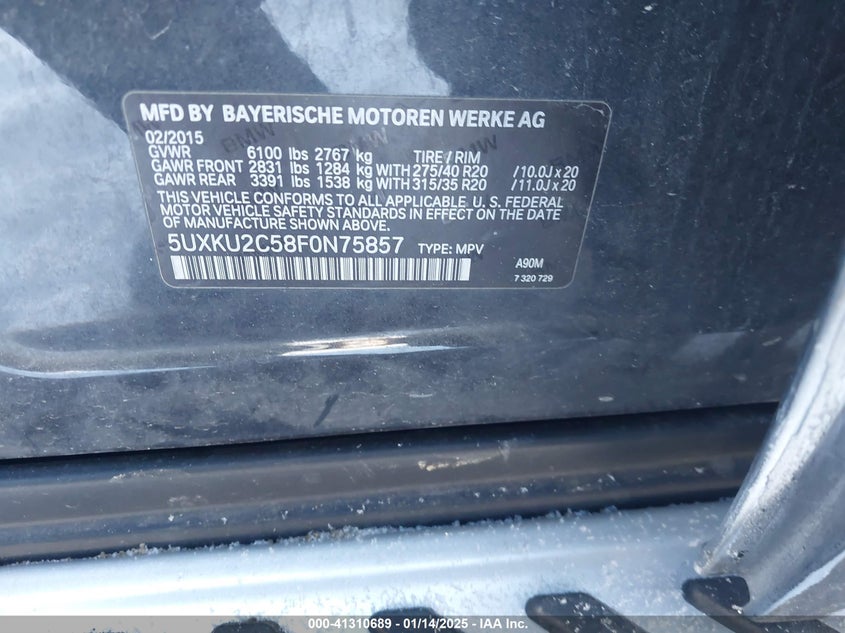 MFD BY BAYERISCHE MOTOREN WERKE AG
02/2015
GVWR 6100 lbs 2767 kg TIRE / RIM
GAWR FRONT 2831 lbs 1284 kg WITH 275/40 R20 /10.0J x 20
GAWR REAR 3391 lbs 1538 kg WITH 315/35 R20 /11.0J x 20
THIS VEHICLE CONFORMS TO ALL APPLICABLE, U. S. FEDERAL
MOTOR VEHICLE SAFETY STANDARDS IN EFFECT ON THE DATE
OF MANUFACTURE SHOWN ABOVE.
5UXKU2C58F0N75857 TYPE: MPV
A90M
7 320 729
000-41310689 - 01/14/2025 - IAA Inc.